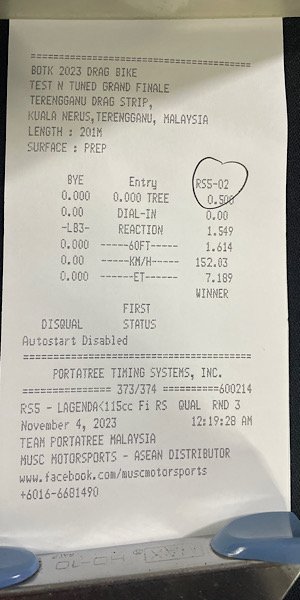 ================================================
BOTK 2023 DRAG BIKE
TEST N TUNED GRAND FINALE
TERENGGANU DRAG STRIP,
KUALA NERUS,TERENGGANU, MALAYSIA
LENGTH : 201M
SURFACE : PREP
BYE Entry RS5-02
0.000 0.000 TREE 0.500
0.00 DIAL-IN 0.00
-LB3- REACTION 1.549
0.000 ------60FT------ 1.614
0.00 ------KM/H------ 152.03
0.000 -------ET------- 7.189
WINNER
FIRST
DISQUAL STATUS
Autostart Disabled
================================================
PORTATREE TIMING SYSTEMS, INC.
=============== 373/374 ==========600214
RS5 - LAGENDA<115cc Fi RS QUAL RND 3
November 4, 2023 12:19:28 AM
TEAM PORTATREE MALAYSIA
MUSC MOTORSPORTS - ASEAN DISTRIBUTOR
www.facebook.com/muscmotorsports
+6016-6681490